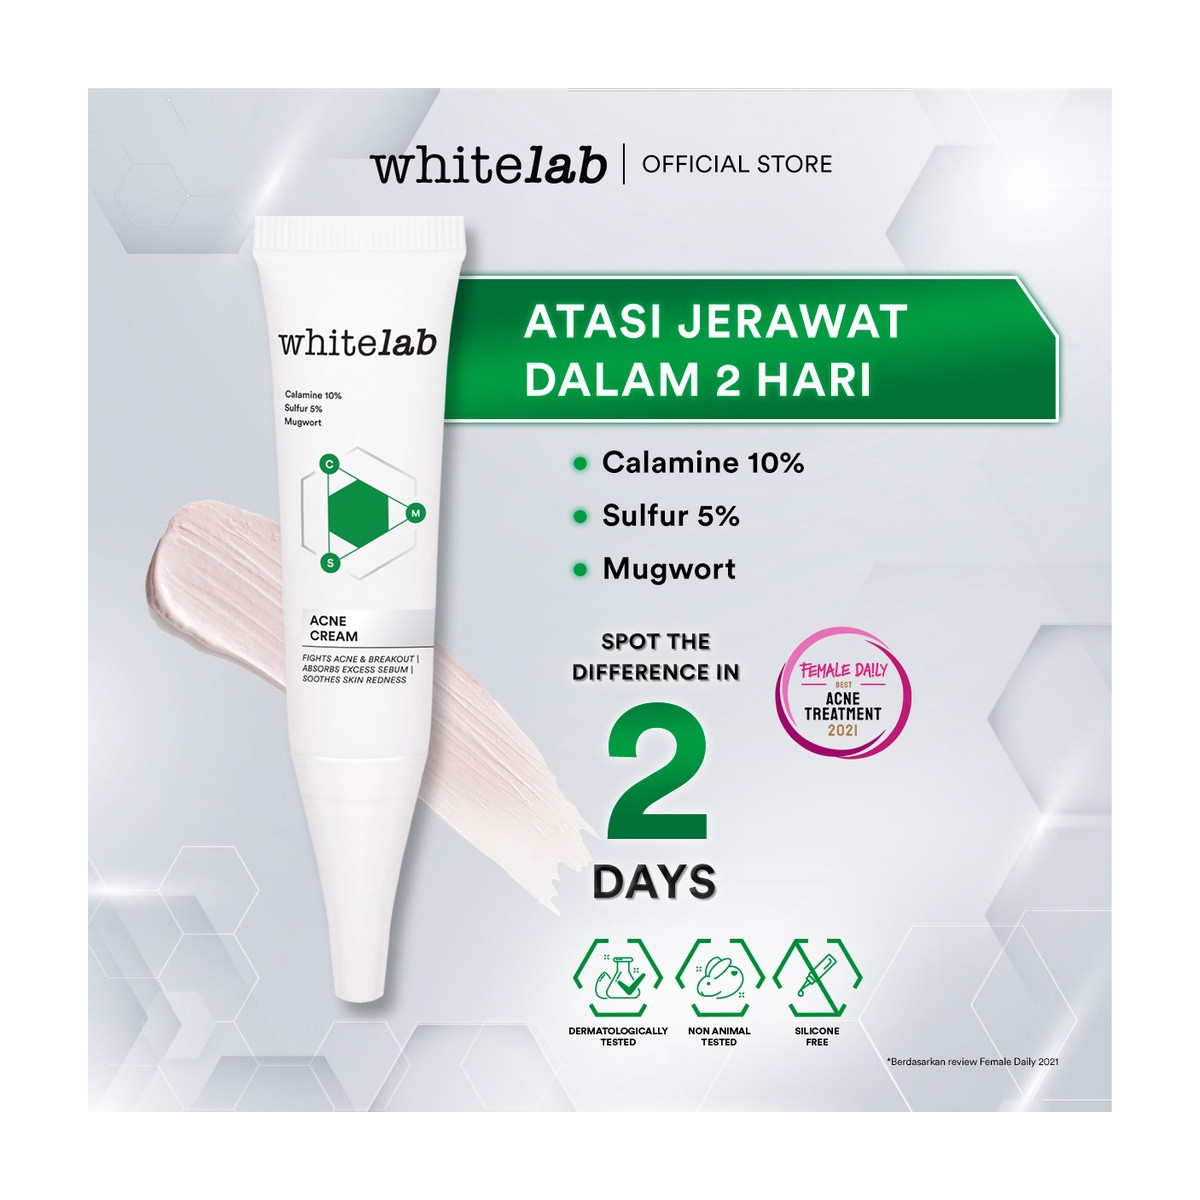 whitelab | OFFICIAL STORE
whitelab
Calamine 10%
Sulfur 5%
Mugwort
C
M
S
ACNE
CREAM
FIGHTS ACNE & BREAKOUT |
ABSORBS EXCESS SEBUM |
SOOTHES SKIN REDNESS
ATASI JERAWAT
DALAM 2 HARI
Calamine 10%
Sulfur 5%
Mugwort
SPOT THE
DIFFERENCE IN
2
DAYS
FEMALE DAILY
BEST
ACNE
TREATMENT
2021
DERMATOLOGICALLY
TESTED
NON ANIMAL
TESTED
SILICONE
FREE
*Berdasarkan review Female Daily 2021